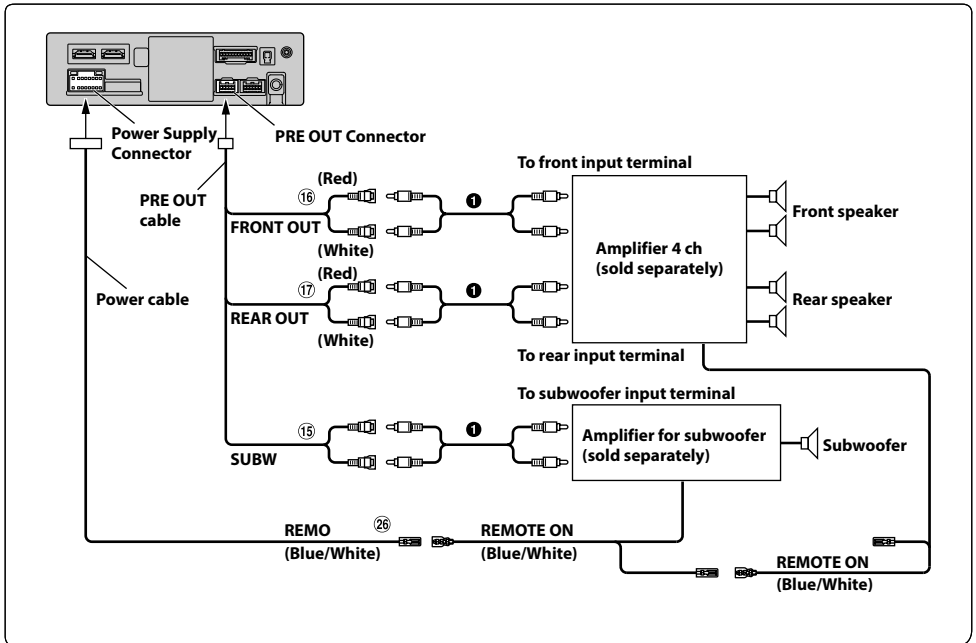 Power Supply
Connector
PRE OUT Connector
PRE OUT
cable
Power cable
To front input terminal
⑯
(Red)
❶
FRONT OUT
(White)
Amplifier 4 ch
(sold separately)
Front speaker
⑰
(Red)
❶
REAR OUT
(White)
Rear speaker
To rear input terminal
To subwoofer input terminal
⑮
❶
SUBW
Amplifier for subwoofer
(sold separately)
Subwoofer
REMO
㉖
(Blue/White)
REMOTE ON
(Blue/White)
REMOTE ON
(Blue/White)